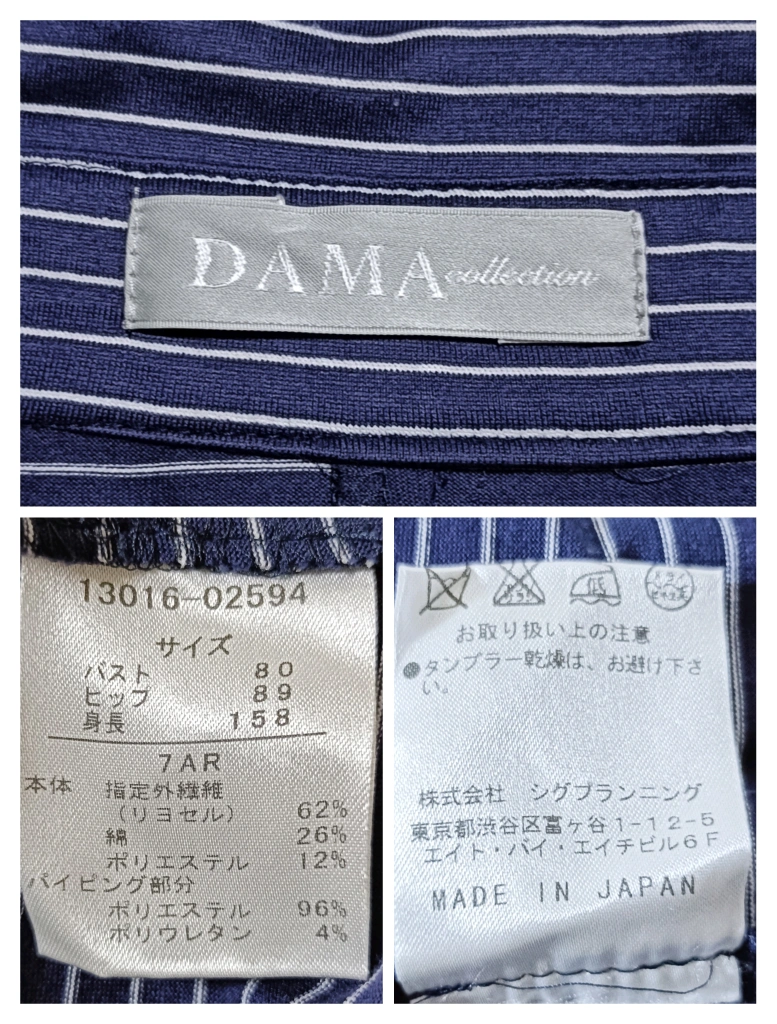 DAMA collection
13016-02594
サイズ
バスト 80
ヒップ 89
身長 158
7AR
本体 指定外繊維
（リヨセル） 62%
綿 26%
ポリエステル 12%
パイピング部分
ポリエステル 96%
ポリウレタン 4%
低
お取り扱い上の注意
●タンブラー乾燥は、お避け下さ
い。
株式会社 シグプランニング
東京都渋谷区富ヶ谷1-12-5
エイト・バイ・エイチビル6F
MADE IN JAPAN